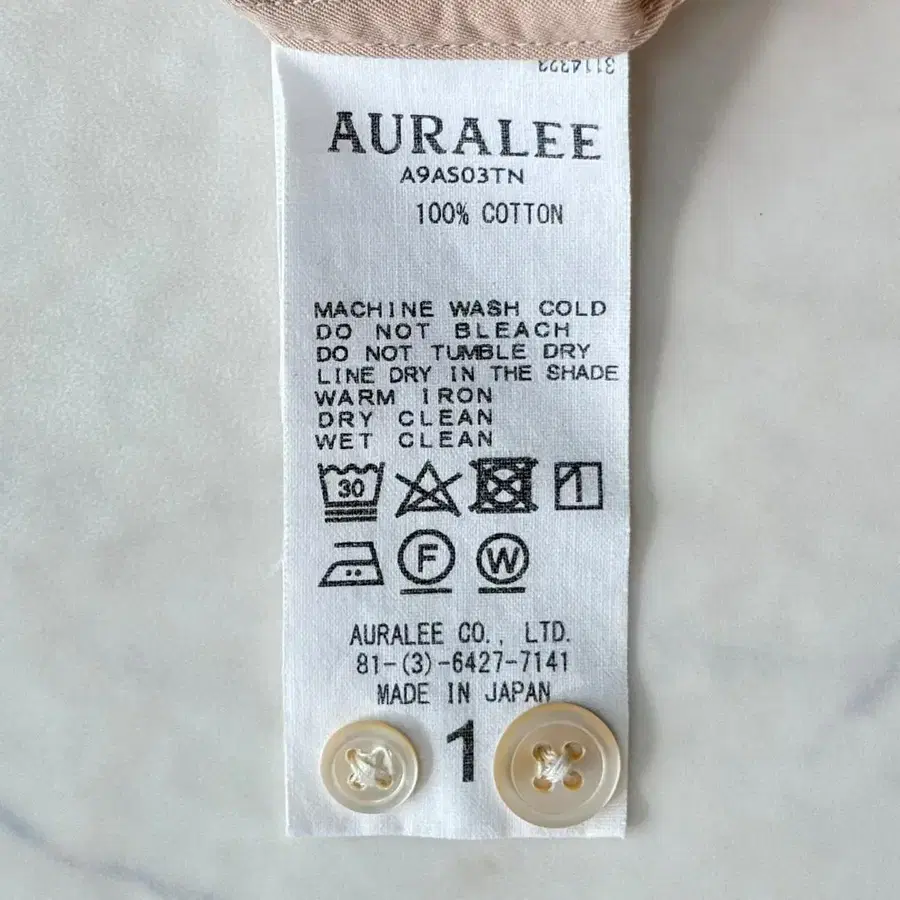 3114323
AURALEE
A9AS03TN
100% COTTON
MACHINE WASH COLD
DO NOT BLEACH
DO NOT TUMBLE DRY
LINE DRY IN THE SHADE
WARM IRON
DRY CLEAN
WET CLEAN
30
F W
AURALEE CO., LTD.
81-(3)-6427-7141
MADE IN JAPAN
1